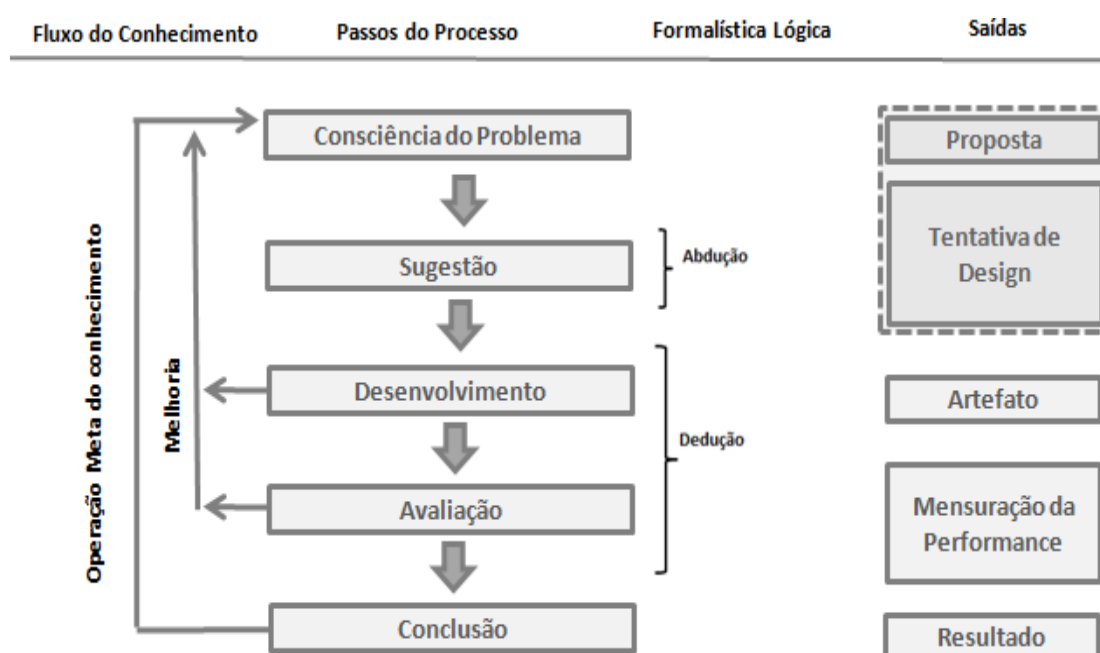 Fluxo do Conhecimento
Passos do Processo
Formalística Lógica
Saídas
Consciência do Problema
Proposta
Sugestão
Abdução
Tentativa de
Design
Operação Meta do conhecimento
Melhoria
Desenvolvimento
Artefato
Dedução
Avaliação
Mensuração da
Performance
Conclusão
Resultado